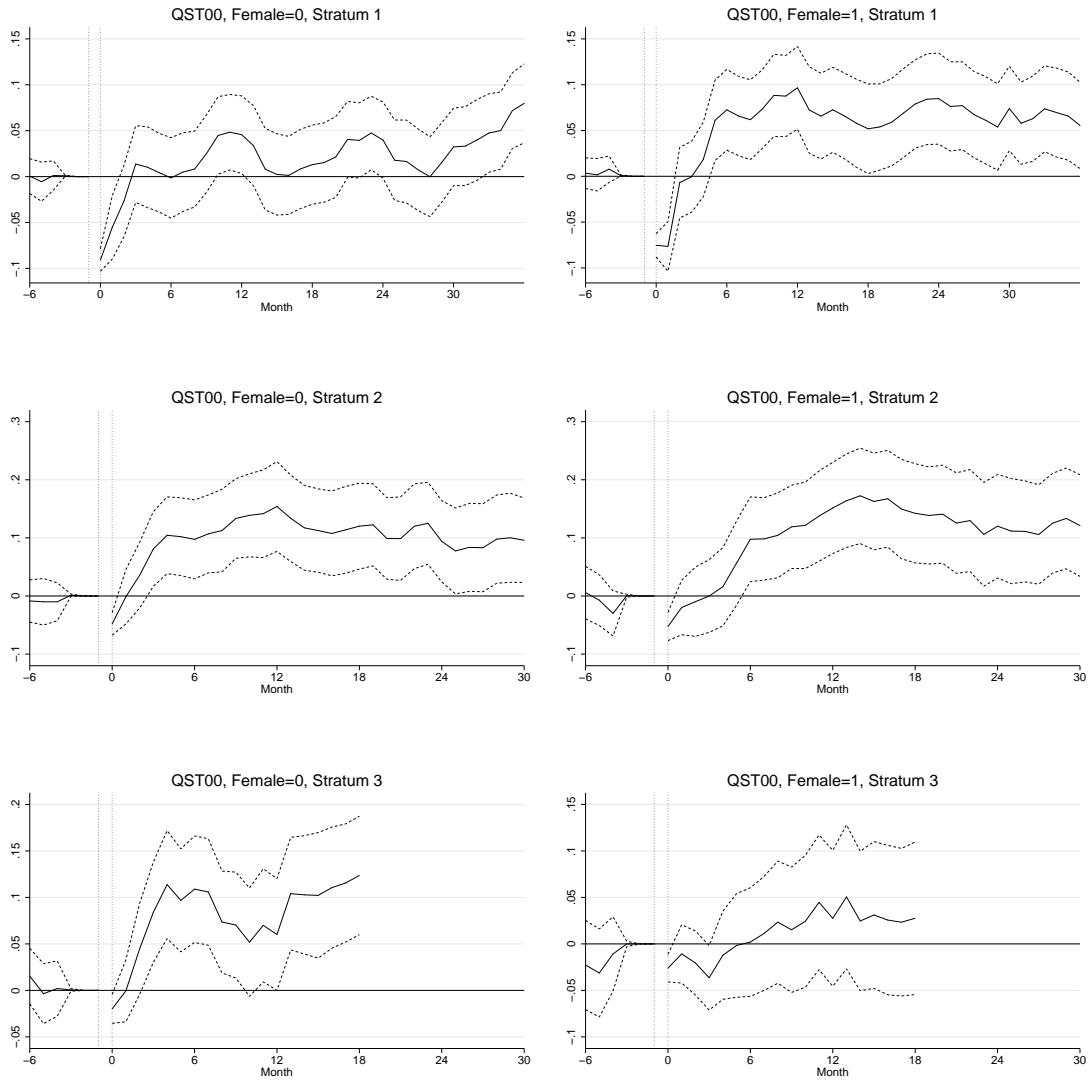 QST00, Female=0, Stratum 1
.15
.1
.05
0
−.05
−.1
−6 0 6 12 18 24 30
Month
QST00, Female=1, Stratum 1
.15
.1
.05
0
−.05
−.1
−6 0 6 12 18 24 30
Month
QST00, Female=0, Stratum 2
.3
.2
.1
0
−.1
−6 0 6 12 18 24 30
Month
QST00, Female=1, Stratum 2
.3
.2
.1
0
−.1
−6 0 6 12 18 24 30
Month
QST00, Female=0, Stratum 3
.2
.15
.1
.05
0
−.05
−6 0 6 12 18 24 30
Month
QST00, Female=1, Stratum 3
.15
.1
.05
0
−.05
−.1
−6 0 6 12 18 24 30
Month